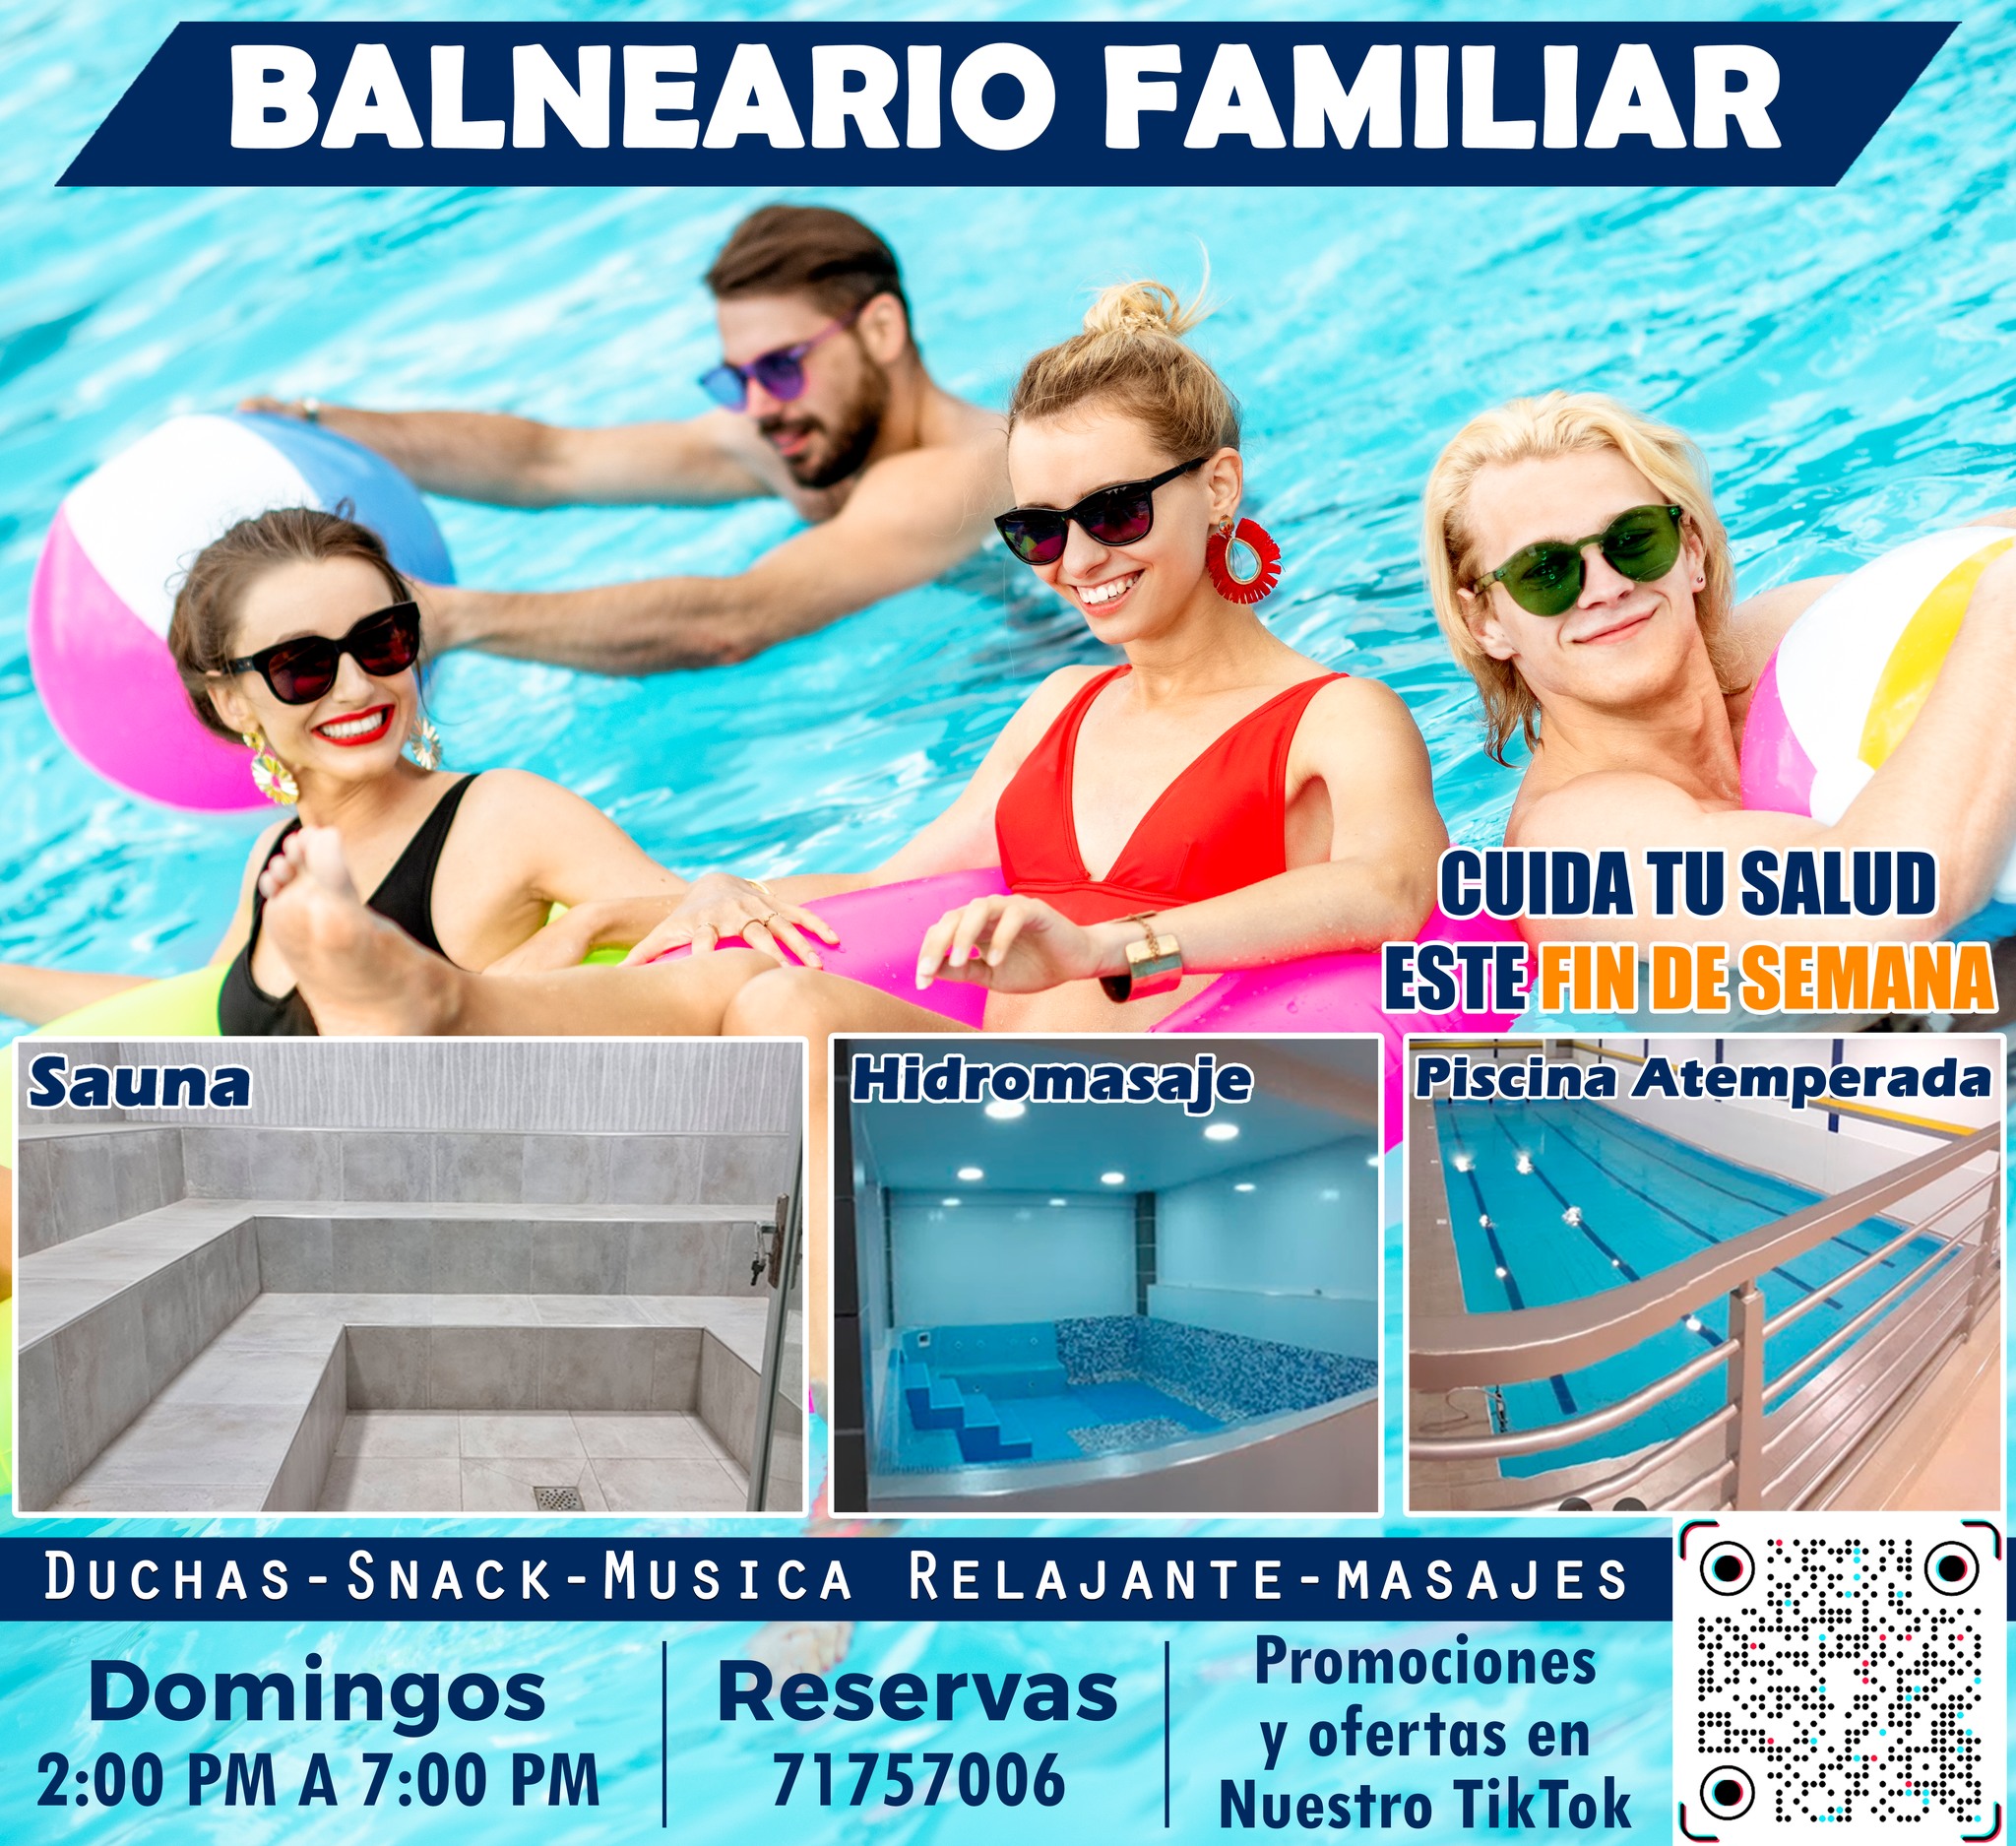 BALNEARIO FAMILIAR
CUIDA TU SALUD
ESTE FIN DE SEMANA
Sauna
Hidromasaje
Piscina Atemperada
DUCHAS-SNACK-MUSICA RELAJANTE-MASAJES
Domingos
2:00 PM A 7:00 PM
Reservas
71757006
Promociones
y ofertas en
Nuestro TikTok